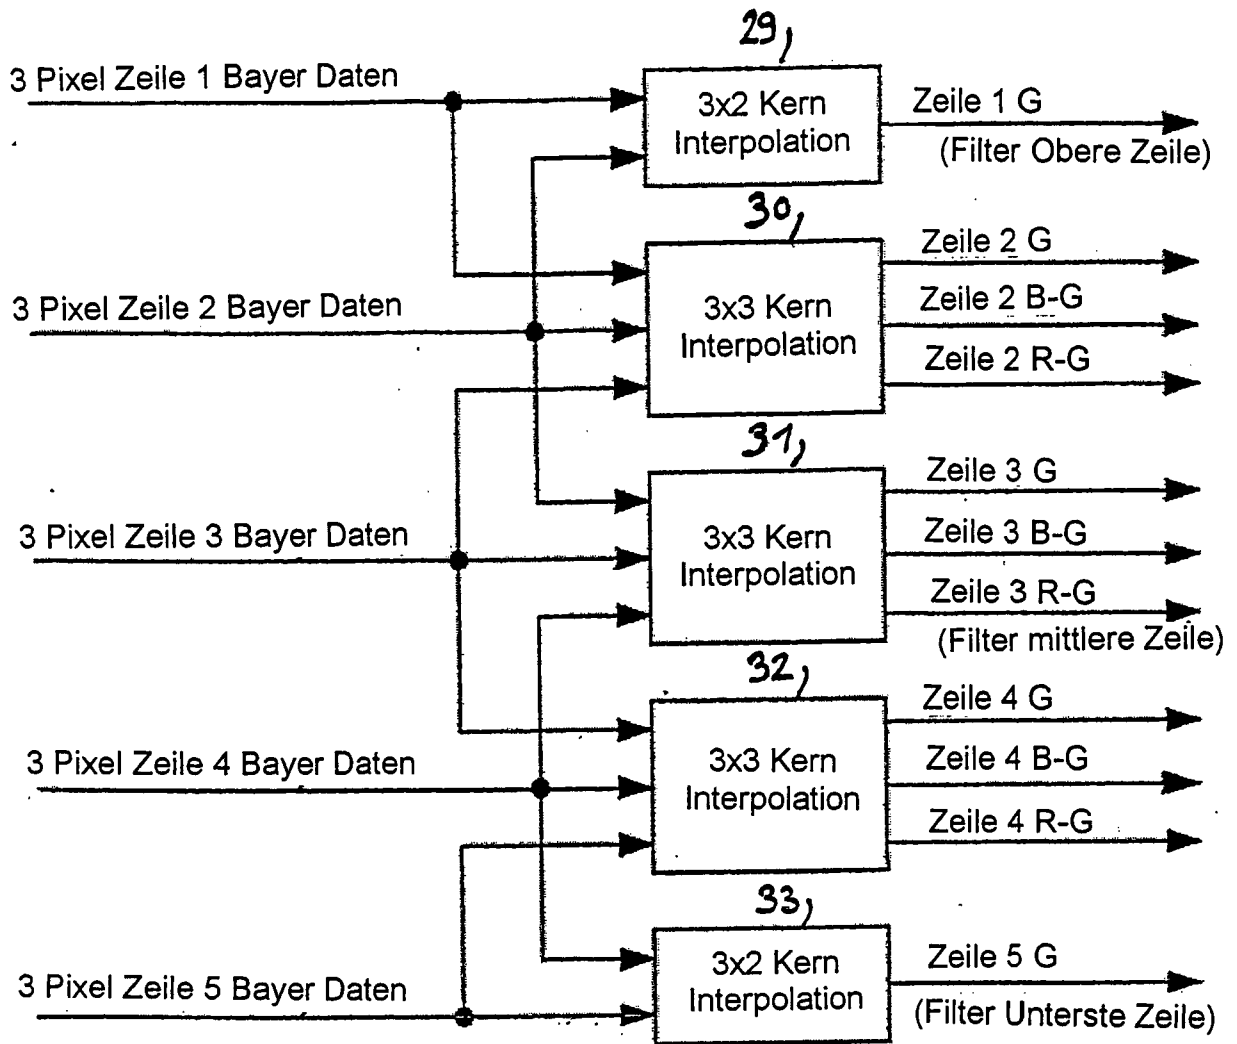 29
3 Pixel Zeile 1 Bayer Daten
3x2 Kern
Interpolation
Zeile 1 G
(Filter Obere Zeile)
30
3 Pixel Zeile 2 Bayer Daten
3x3 Kern
Interpolation
Zeile 2 G
Zeile 2 B-G
Zeile 2 R-G
31
3 Pixel Zeile 3 Bayer Daten
3x3 Kern
Interpolation
Zeile 3 G
Zeile 3 B-G
Zeile 3 R-G
(Filter mittlere Zeile)
32
3 Pixel Zeile 4 Bayer Daten
3x3 Kern
Interpolation
Zeile 4 G
Zeile 4 B-G
Zeile 4 R-G
33
3 Pixel Zeile 5 Bayer Daten
3x2 Kern
Interpolation
Zeile 5 G
(Filter Unterste Zeile)